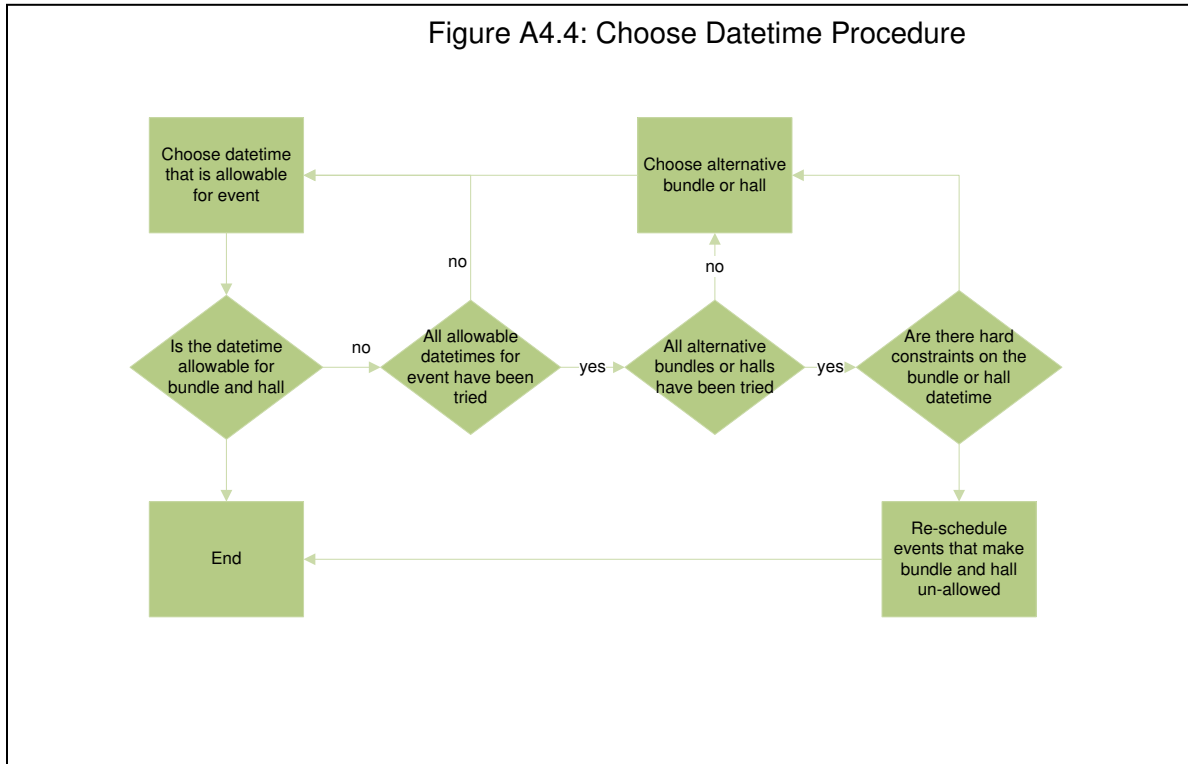 Figure A4.4: Choose Datetime Procedure
Choose datetime
that is allowable
for event
Choose alternative
bundle or hall
no
no
Is the datetime
allowable for
bundle and hall
no
All allowable
datetimes for
event have been
tried
yes
All alternative
bundles or halls
have been tried
yes
Are there hard
constraints on the
bundle or hall
datetime
End
Re-schedule
events that make
bundle and hall
un-allowed